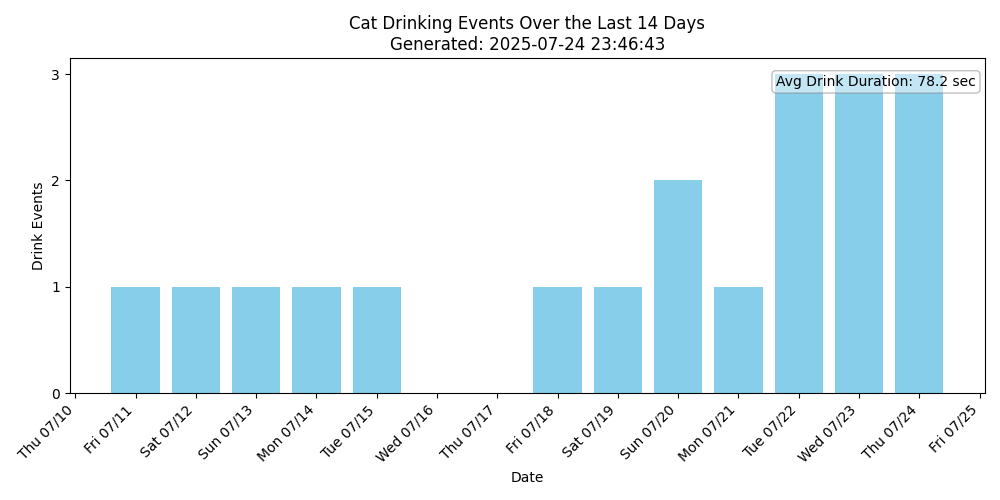 Cat Drinking Events Over the Last 14 Days
Generated: 2025-07-24 23:46:43
Avg Drink Duration: 78.2 sec
Drink Events
3
2
1
0
Thu 07/10
Fri 07/11
Sat 07/12
Sun 07/13
Mon 07/14
Tue 07/15
Wed 07/16
Thu 07/17
Fri 07/18
Sat 07/19
Sun 07/20
Mon 07/21
Tue 07/22
Wed 07/23
Thu 07/24
Fri 07/25
Date